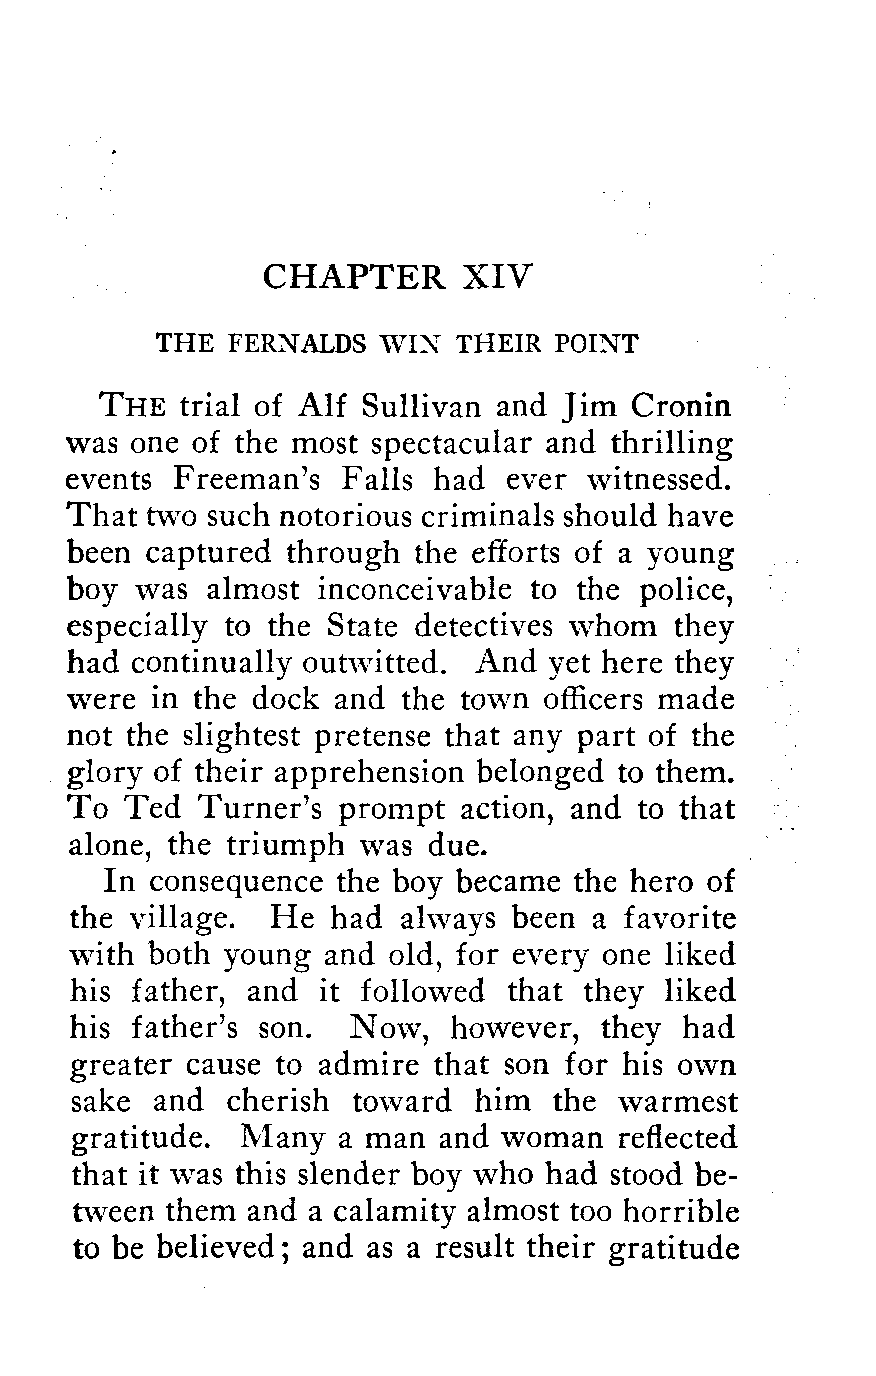 CHAPTER XIV
THE FERNALDS WIN THEIR POINT
THE trial of Alf Sullivan and Jim Cronin
was one of the most spectacular and thrilling
events Freeman's Falls had ever witnessed.
That two such notorious criminals should have
been captured through the efforts of a young
boy was almost inconceivable to the police,
especially to the State detectives whom they
had continually outwitted. And yet here they
were in the dock and the town officers made
not the slightest pretense that any part of the
glory of their apprehension belonged to them.
To Ted Turner's prompt action, and to that
alone, the triumph was due.
In consequence the boy became the hero of
the village. He had always been a favorite
with both young and old, for every one liked
his father, and it followed that they liked
his father's son. Now, however, they had
greater cause to admire that son for his own
sake and cherish toward him the warmest
gratitude. Many a man and woman reflected
that it was this slender boy who had stood be-
tween them and a calamity almost too horrible
to be believed; and as a result their gratitude